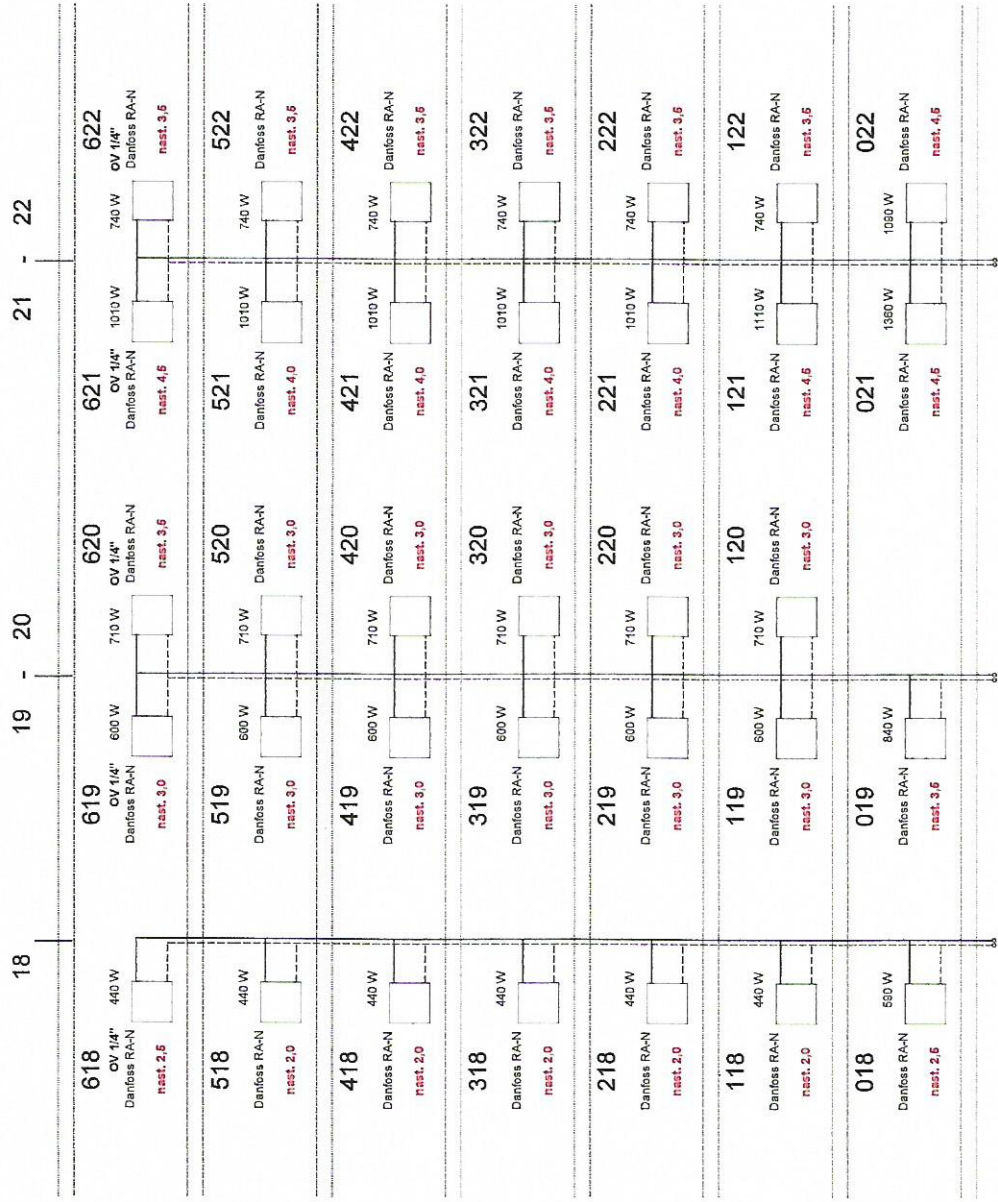 18
19 - 20
21 - 22
618
OV 1/4"
Danfoss RA-N
nast. 2,5
440 W
619
OV 1/4"
Danfoss RA-N
nast. 3,0
600 W
710 W
620
OV 1/4"
Danfoss RA-N
nast. 3,5
621
OV 1/4"
Danfoss RA-N
nast. 4,5
1010 W
740 W
622
OV 1/4"
Danfoss RA-N
nast. 3,5
518
Danfoss RA-N
nast. 2,0
440 W
519
Danfoss RA-N
nast. 3,0
600 W
710 W
520
Danfoss RA-N
nast. 3,0
521
Danfoss RA-N
nast. 4,0
1010 W
740 W
522
Danfoss RA-N
nast. 3,5
418
Danfoss RA-N
nast. 2,0
440 W
419
Danfoss RA-N
nast. 3,0
600 W
710 W
420
Danfoss RA-N
nast. 3,0
421
Danfoss RA-N
nast. 4,0
1010 W
740 W
422
Danfoss RA-N
nast. 3,5
318
Danfoss RA-N
nast. 2,0
440 W
319
Danfoss RA-N
nast. 3,0
600 W
710 W
320
Danfoss RA-N
nast. 3,0
321
Danfoss RA-N
nast. 4,0
1010 W
740 W
322
Danfoss RA-N
nast. 3,5
218
Danfoss RA-N
nast. 2,0
440 W
219
Danfoss RA-N
nast. 3,0
600 W
710 W
220
Danfoss RA-N
nast. 3,0
221
Danfoss RA-N
nast. 4,0
1010 W
740 W
222
Danfoss RA-N
nast. 3,5
118
Danfoss RA-N
nast. 2,0
440 W
119
Danfoss RA-N
nast. 3,0
600 W
710 W
120
Danfoss RA-N
nast. 3,0
121
Danfoss RA-N
nast. 4,5
1110 W
740 W
122
Danfoss RA-N
nast. 3,5
018
Danfoss RA-N
nast. 2,5
590 W
019
Danfoss RA-N
nast. 3,5
840 W
021
Danfoss RA-N
nast. 4,5
1360 W
1090 W
022
Danfoss RA-N
nast. 4,5